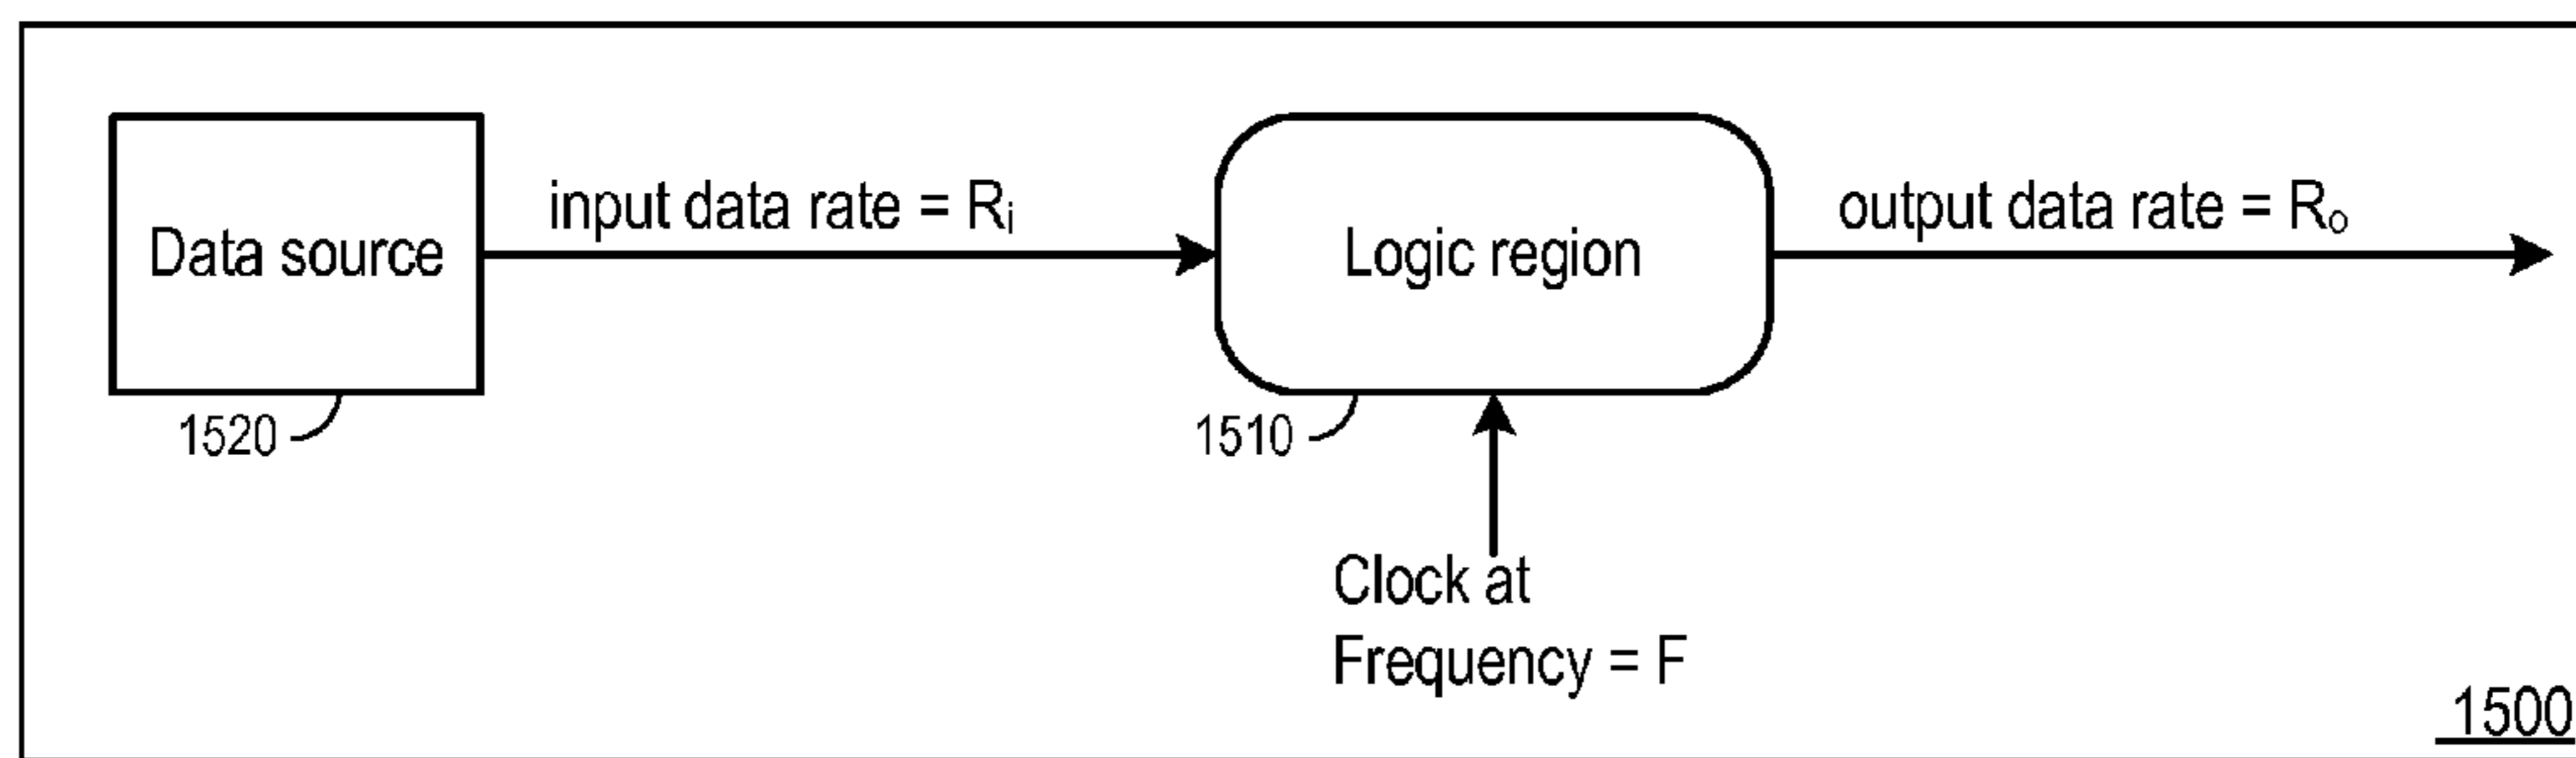 Data source
1520
input data rate = Ri
Logic region
1510
output data rate = Ro
Clock at
Frequency = F
1500